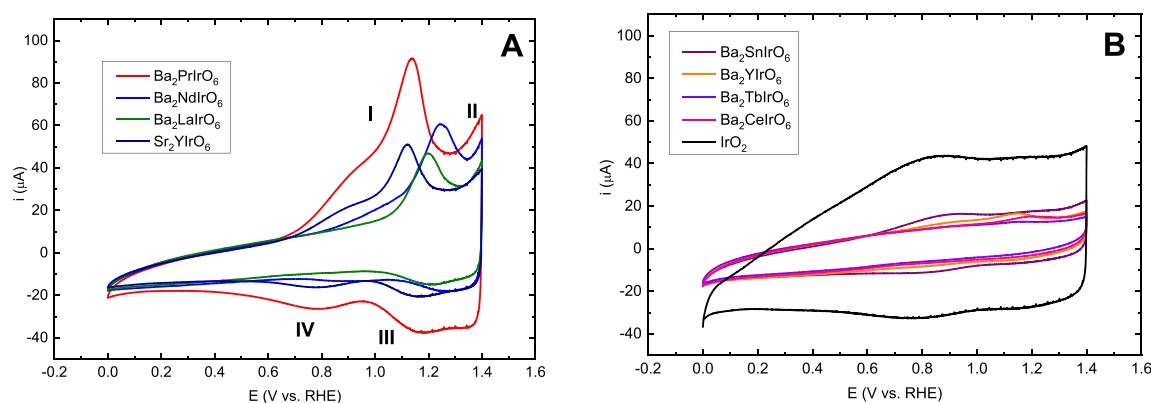 A
100
80
60
40
20
0
-20
-40
i (µA)
Ba₂PrIrO₆
Ba₂NdIrO₆
Ba₂LaIrO₆
Sr₂YIrO₆
I
II
III
IV
-0.2 0.0 0.2 0.4 0.6 0.8 1.0 1.2 1.4 1.6
E (V vs. RHE)
B
100
80
60
40
20
0
-20
-40
i (µA)
Ba₂SnIrO₆
Ba₂YIrO₆
Ba₂TbIrO₆
Ba₂CeIrO₆
IrO₂
-0.2 0.0 0.2 0.4 0.6 0.8 1.0 1.2 1.4 1.6
E (V vs. RHE)